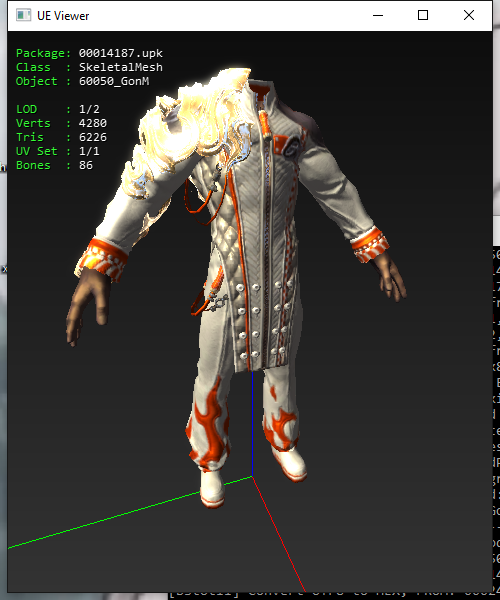 UE Viewer
Package: 00014187.upk
Class  : SkeletalMesh
Object : 60050_GonM
LOD    : 1/2
Verts  : 4280
Tris   : 6226
UV Set : 1/1
Bones  : 86